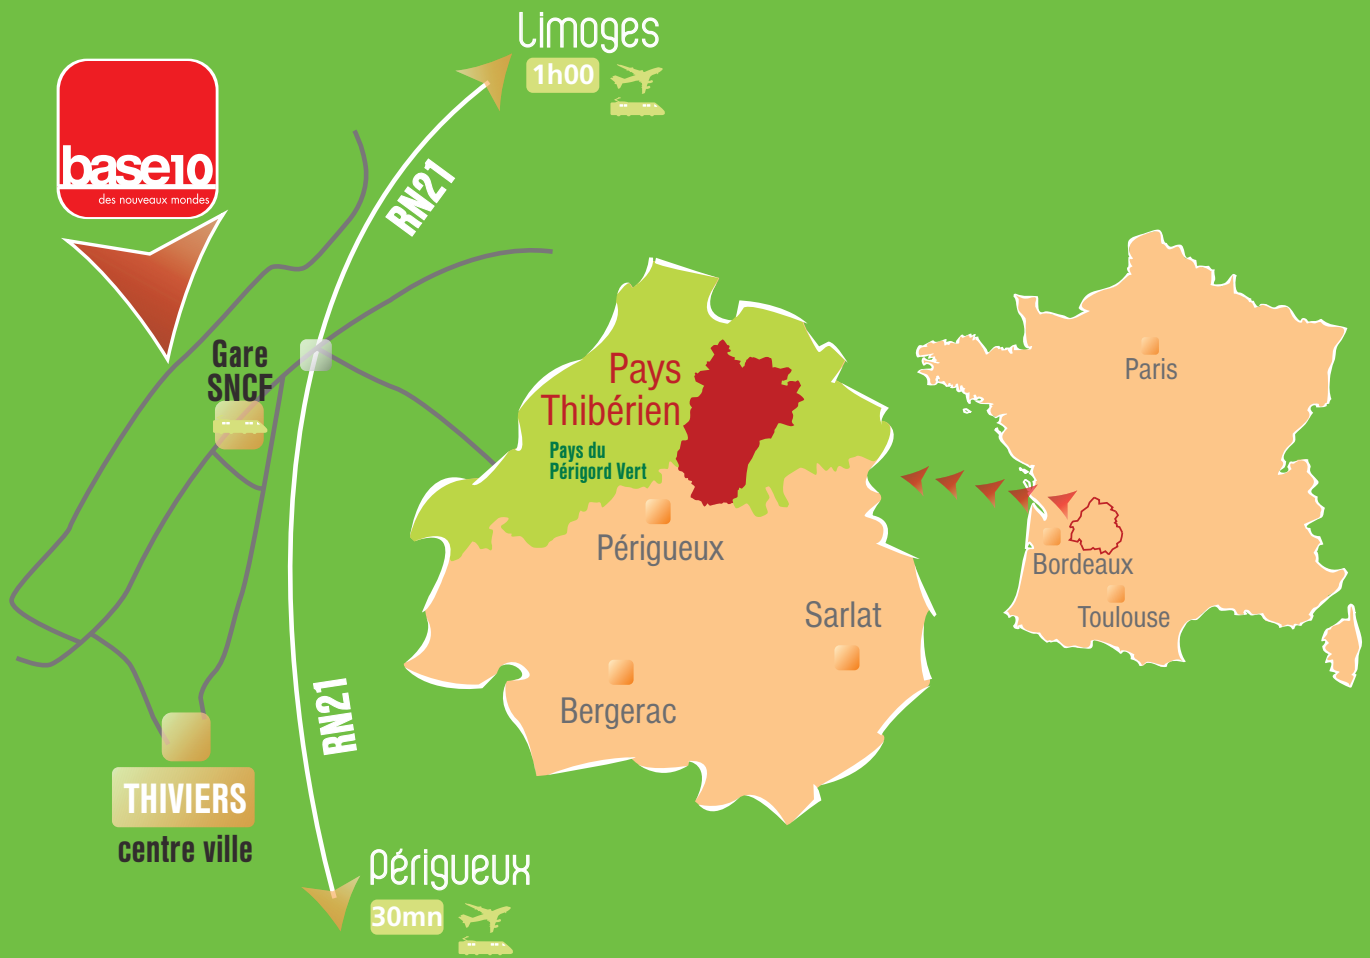 Limoges
1h00
base10
des nouveaux mondes
RN21
Gare
SNCF
Pays
Thibérien
Pays du
Périgord Vert
Périgueux
Sarlat
Bergerac
Paris
Bordeaux
Toulouse
RN21
THIVIERS
centre ville
Périgueux
30mn